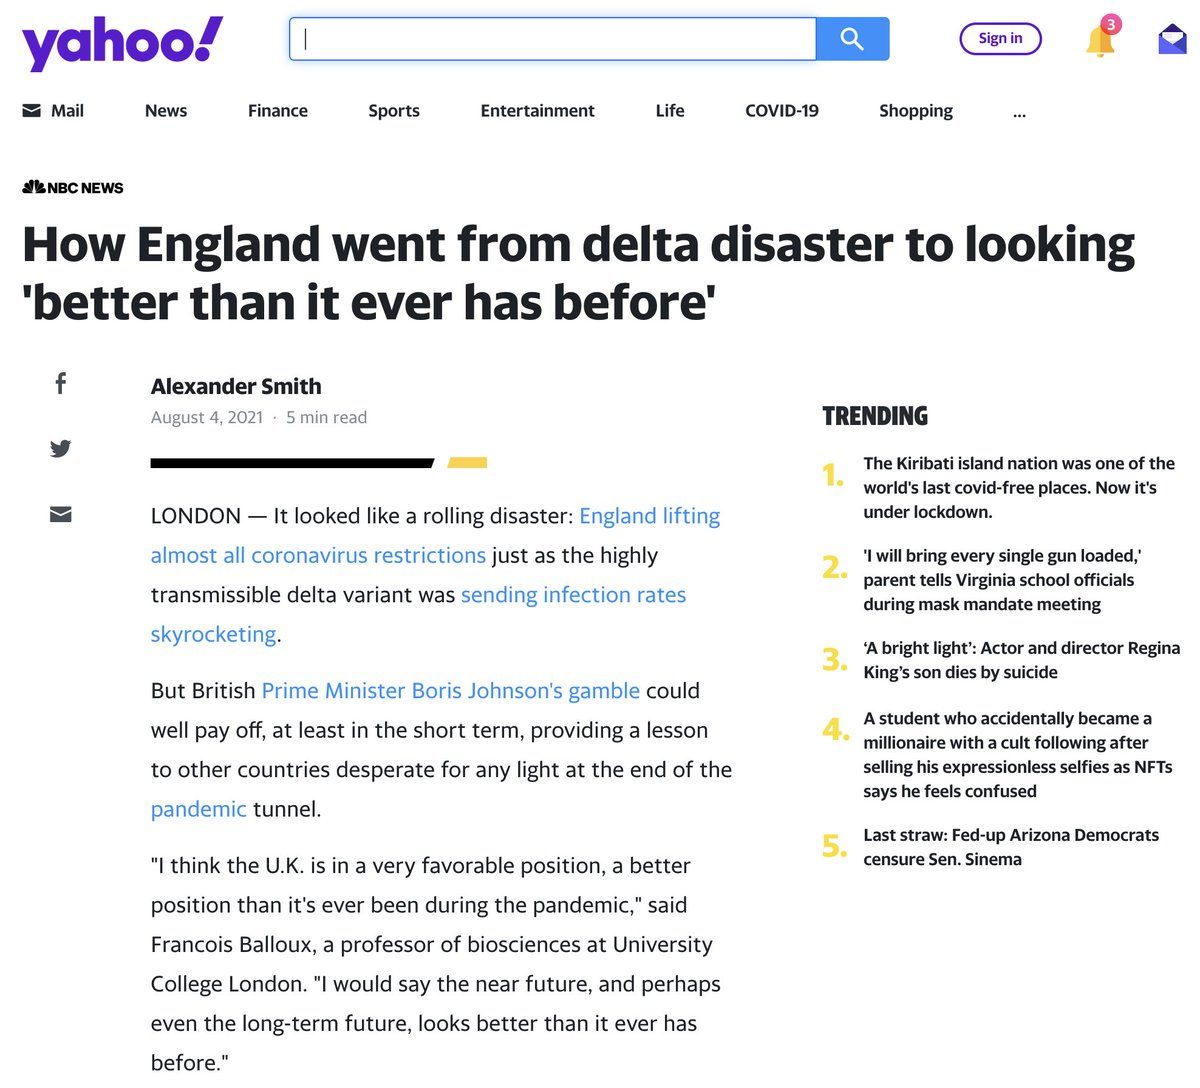 yahoo!
Sign in
3
Mail News Finance Sports Entertainment Life COVID-19 Shopping ...
NBC NEWS
How England went from delta disaster to looking
'better than it ever has before'
Alexander Smith
August 4, 2021 · 5 min read
LONDON — It looked like a rolling disaster: England lifting
almost all coronavirus restrictions just as the highly
transmissible delta variant was sending infection rates
skyrocketing.
But British Prime Minister Boris Johnson's gamble could
well pay off, at least in the short term, providing a lesson
to other countries desperate for any light at the end of the
pandemic tunnel.
"I think the U.K. is in a very favorable position, a better
position than it's ever been during the pandemic," said
Francois Balloux, a professor of biosciences at University
College London. "I would say the near future, and perhaps
even the long-term future, looks better than it ever has
before."
TRENDING
1. The Kiribati island nation was one of the
world's last covid-free places. Now it's
under lockdown.
2. 'I will bring every single gun loaded,'
parent tells Virginia school officials
during mask mandate meeting
3. ‘A bright light’: Actor and director Regina
King’s son dies by suicide
4. A student who accidentally became a
millionaire with a cult following after
selling his expressionless selfies as NFTs
says he feels confused
5. Last straw: Fed-up Arizona Democrats
censure Sen. Sinema